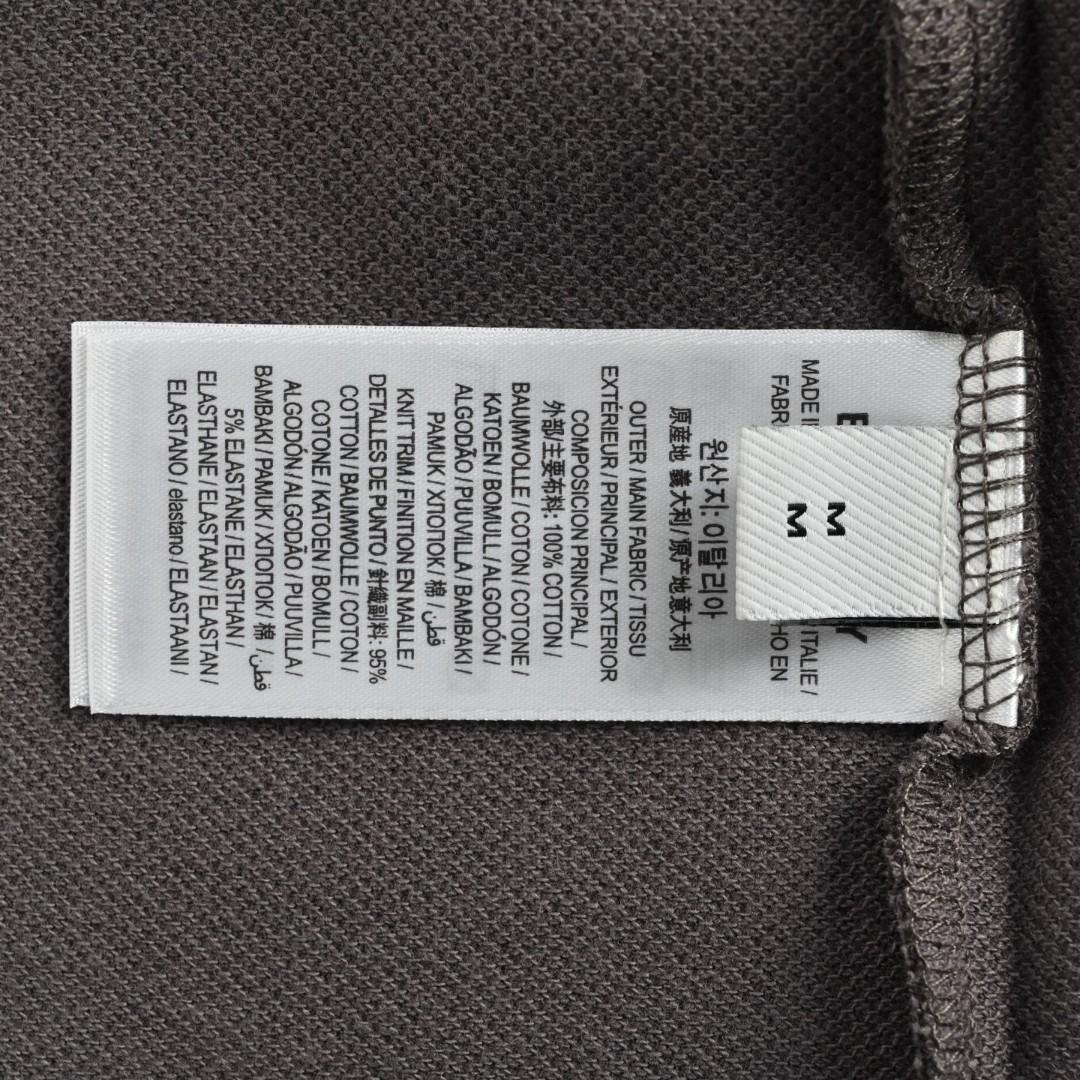 M
M
MADE I ITALIE /
FABR HO EN
원산지: 이탈리아
原産地 義大利 / 原产地意大利
OUTER / MAIN FABRIC / TISSU
EXTÉRIEUR / PRINCIPAL / EXTERIOR
COMPOSICION PRINCIPAL /
外部/主要布料: 100% COTTON /
BAUMWOLLE / COTON / COTONE /
KATOEN / BOMULL / ALGODÓN /
ALGODÃO / PUUVILLA / BAMBAKI /
PAMUK / ХЛОПОК / 棉 / قطن
KNIT TRIM / FINITION EN MAILLE /
DETALLES DE PUNTO / 針織副料: 95%
COTTON / BAUMWOLLE / COTON /
COTONE / KATOEN / BOMULL /
ALGODÓN / ALGODÃO / PUUVILLA /
BAMBAKI / PAMUK / ХЛОПОК / 棉 / قطن
5% ELASTANE / ELASTHAN /
ELASTHANE / ELASTAAN / ELASTAN /
ELASTANO / elastano / ELASTAANI /